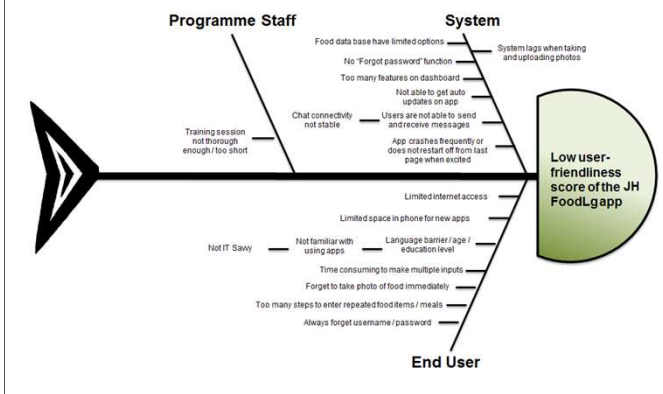 Programme Staff
System
Food data base have limited options
System lags when taking
and uploading photos
No "Forgot password" function
Too many features on dashboard
Not able to get auto
updates on app
Chat connectivity
not stable
Users are not able to send
and receive messages
Training session
not thorough
enough / too short
App crashes frequently or
does not restart off from last
page when excited
Low user-
friendliness
score of the JH
FoodLgapp
Limited internet access
Limited space in phone for new apps
Not IT Savvy
Not familiar with
using apps
Language barrier / age /
education level
Time consuming to make multiple inputs
Forget to take photo of food immediately
Too many steps to enter repeated food items / meals
Always forget username / password
End User